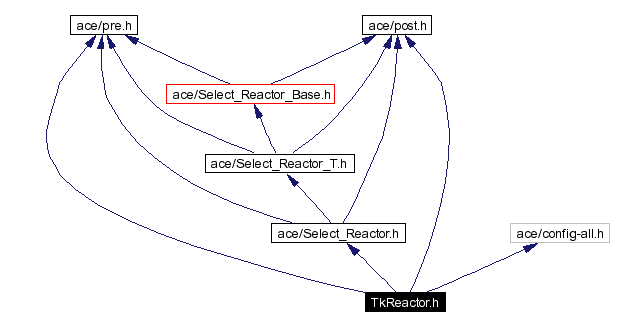 ace/pre.h
ace/post.h
ace/Select_Reactor_Base.h
ace/Select_Reactor_T.h
ace/Select_Reactor.h
ace/config-all.h
TkReactor.h